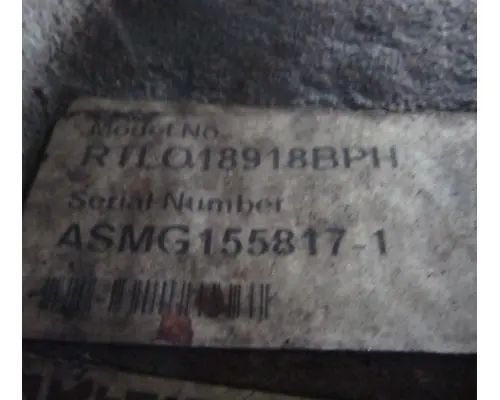 Model No.
RTLO18918BPH
Serial Number
ASMG155817-1